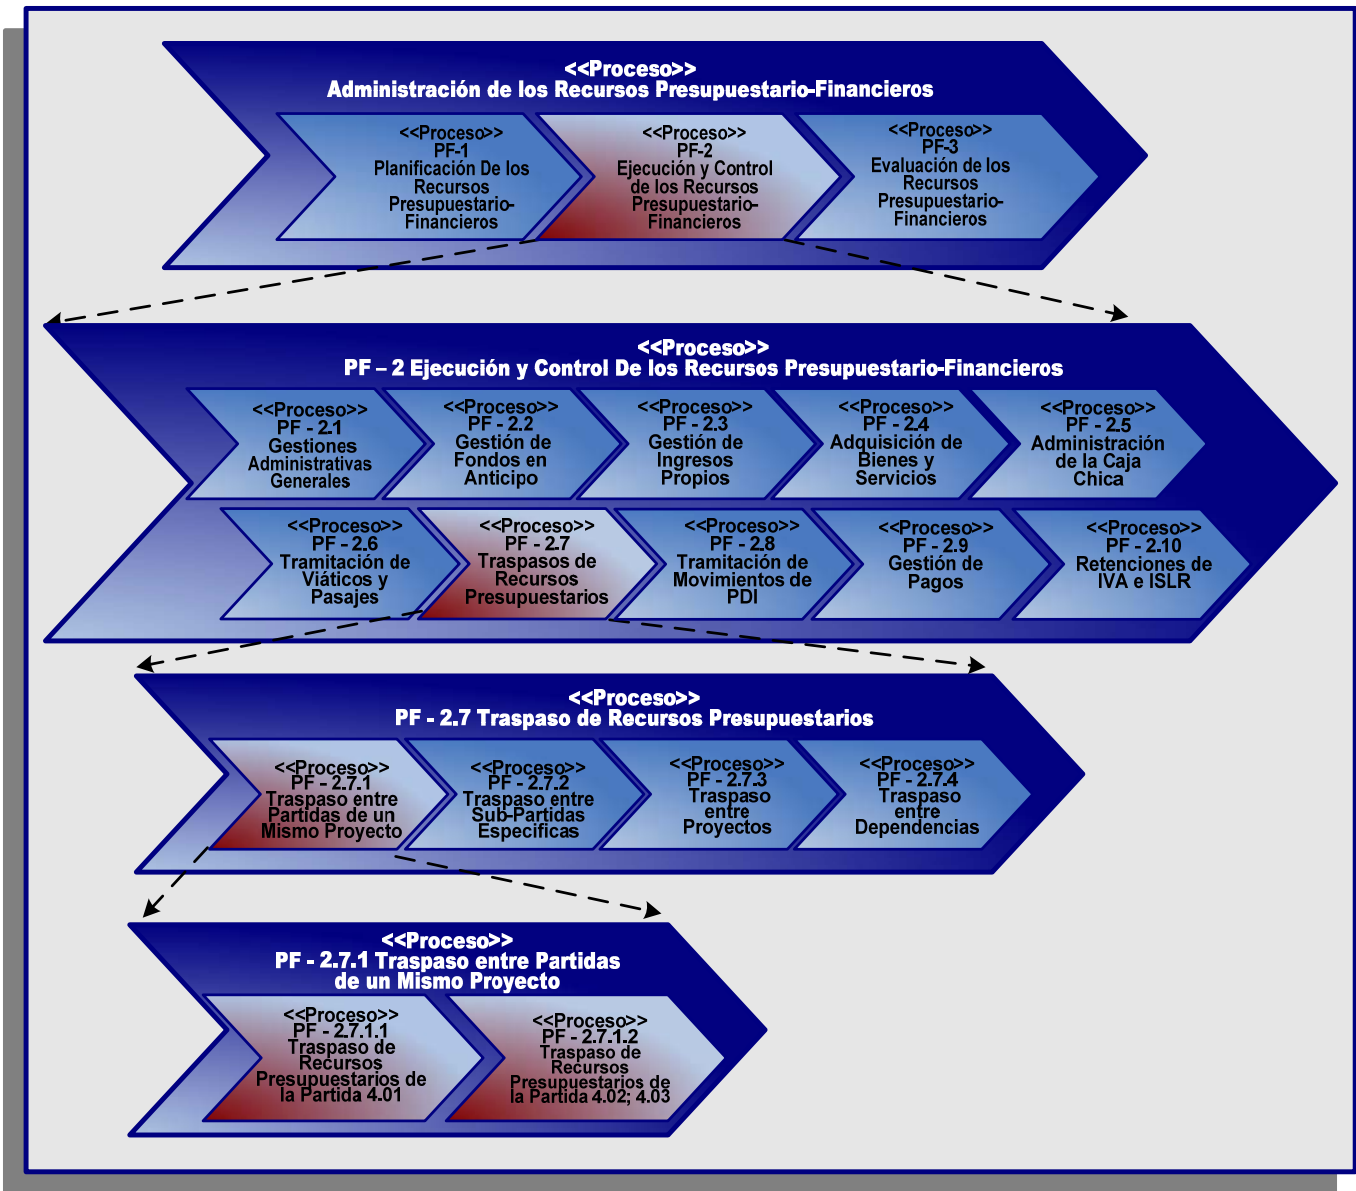 <<Proceso>>
Administración de los Recursos Presupuestario-Financieros
<<Proceso>>
PF-1
Planificación De los
Recursos
Presupuestario-
Financieros
<<Proceso>>
PF-2
Ejecución y Control
de los Recursos
Presupuestario-
Financieros
<<Proceso>>
PF-3
Evaluación de los
Recursos
Presupuestario-
Financieros
<<Proceso>>
PF – 2 Ejecución y Control De los Recursos Presupuestario-Financieros
<<Proceso>>
PF - 2.1
Gestiones
Administrativas
Generales
<<Proceso>>
PF - 2.2
Gestión de
Fondos en
Anticipo
<<Proceso>>
PF - 2.3
Gestión de
Ingresos
Propios
<<Proceso>>
PF - 2.4
Adquisición de
Bienes y
Servicios
<<Proceso>>
PF - 2.5
Administración
de la Caja
Chica
<<Proceso>>
PF - 2.6
Tramitación de
Viáticos y
Pasajes
<<Proceso>>
PF - 2.7
Traspasos de
Recursos
Presupuestarios
<<Proceso>>
PF - 2.8
Tramitación de
Movimientos de
PDI
<<Proceso>>
PF - 2.9
Gestión de
Pagos
<<Proceso>>
PF - 2.10
Retenciones de
IVA e ISLR
<<Proceso>>
PF - 2.7 Traspaso de Recursos Presupuestarios
<<Proceso>>
PF - 2.7.1
Traspaso entre
Partidas de un
Mismo Proyecto
<<Proceso>>
PF - 2.7.2
Traspaso entre
Sub-Partidas
Especificas
<<Proceso>>
PF - 2.7.3
Traspaso
entre
Proyectos
<<Proceso>>
PF - 2.7.4
Traspaso
entre
Dependencias
<<Proceso>>
PF - 2.7.1 Traspaso entre Partidas
de un Mismo Proyecto
<<Proceso>>
PF - 2.7.1.1
Traspaso de
Recursos
Presupuestarios de
la Partida 4.01
<<Proceso>>
PF - 2.7.1.2
Traspaso de
Recursos
Presupuestarios de
la Partida 4.02; 4.03